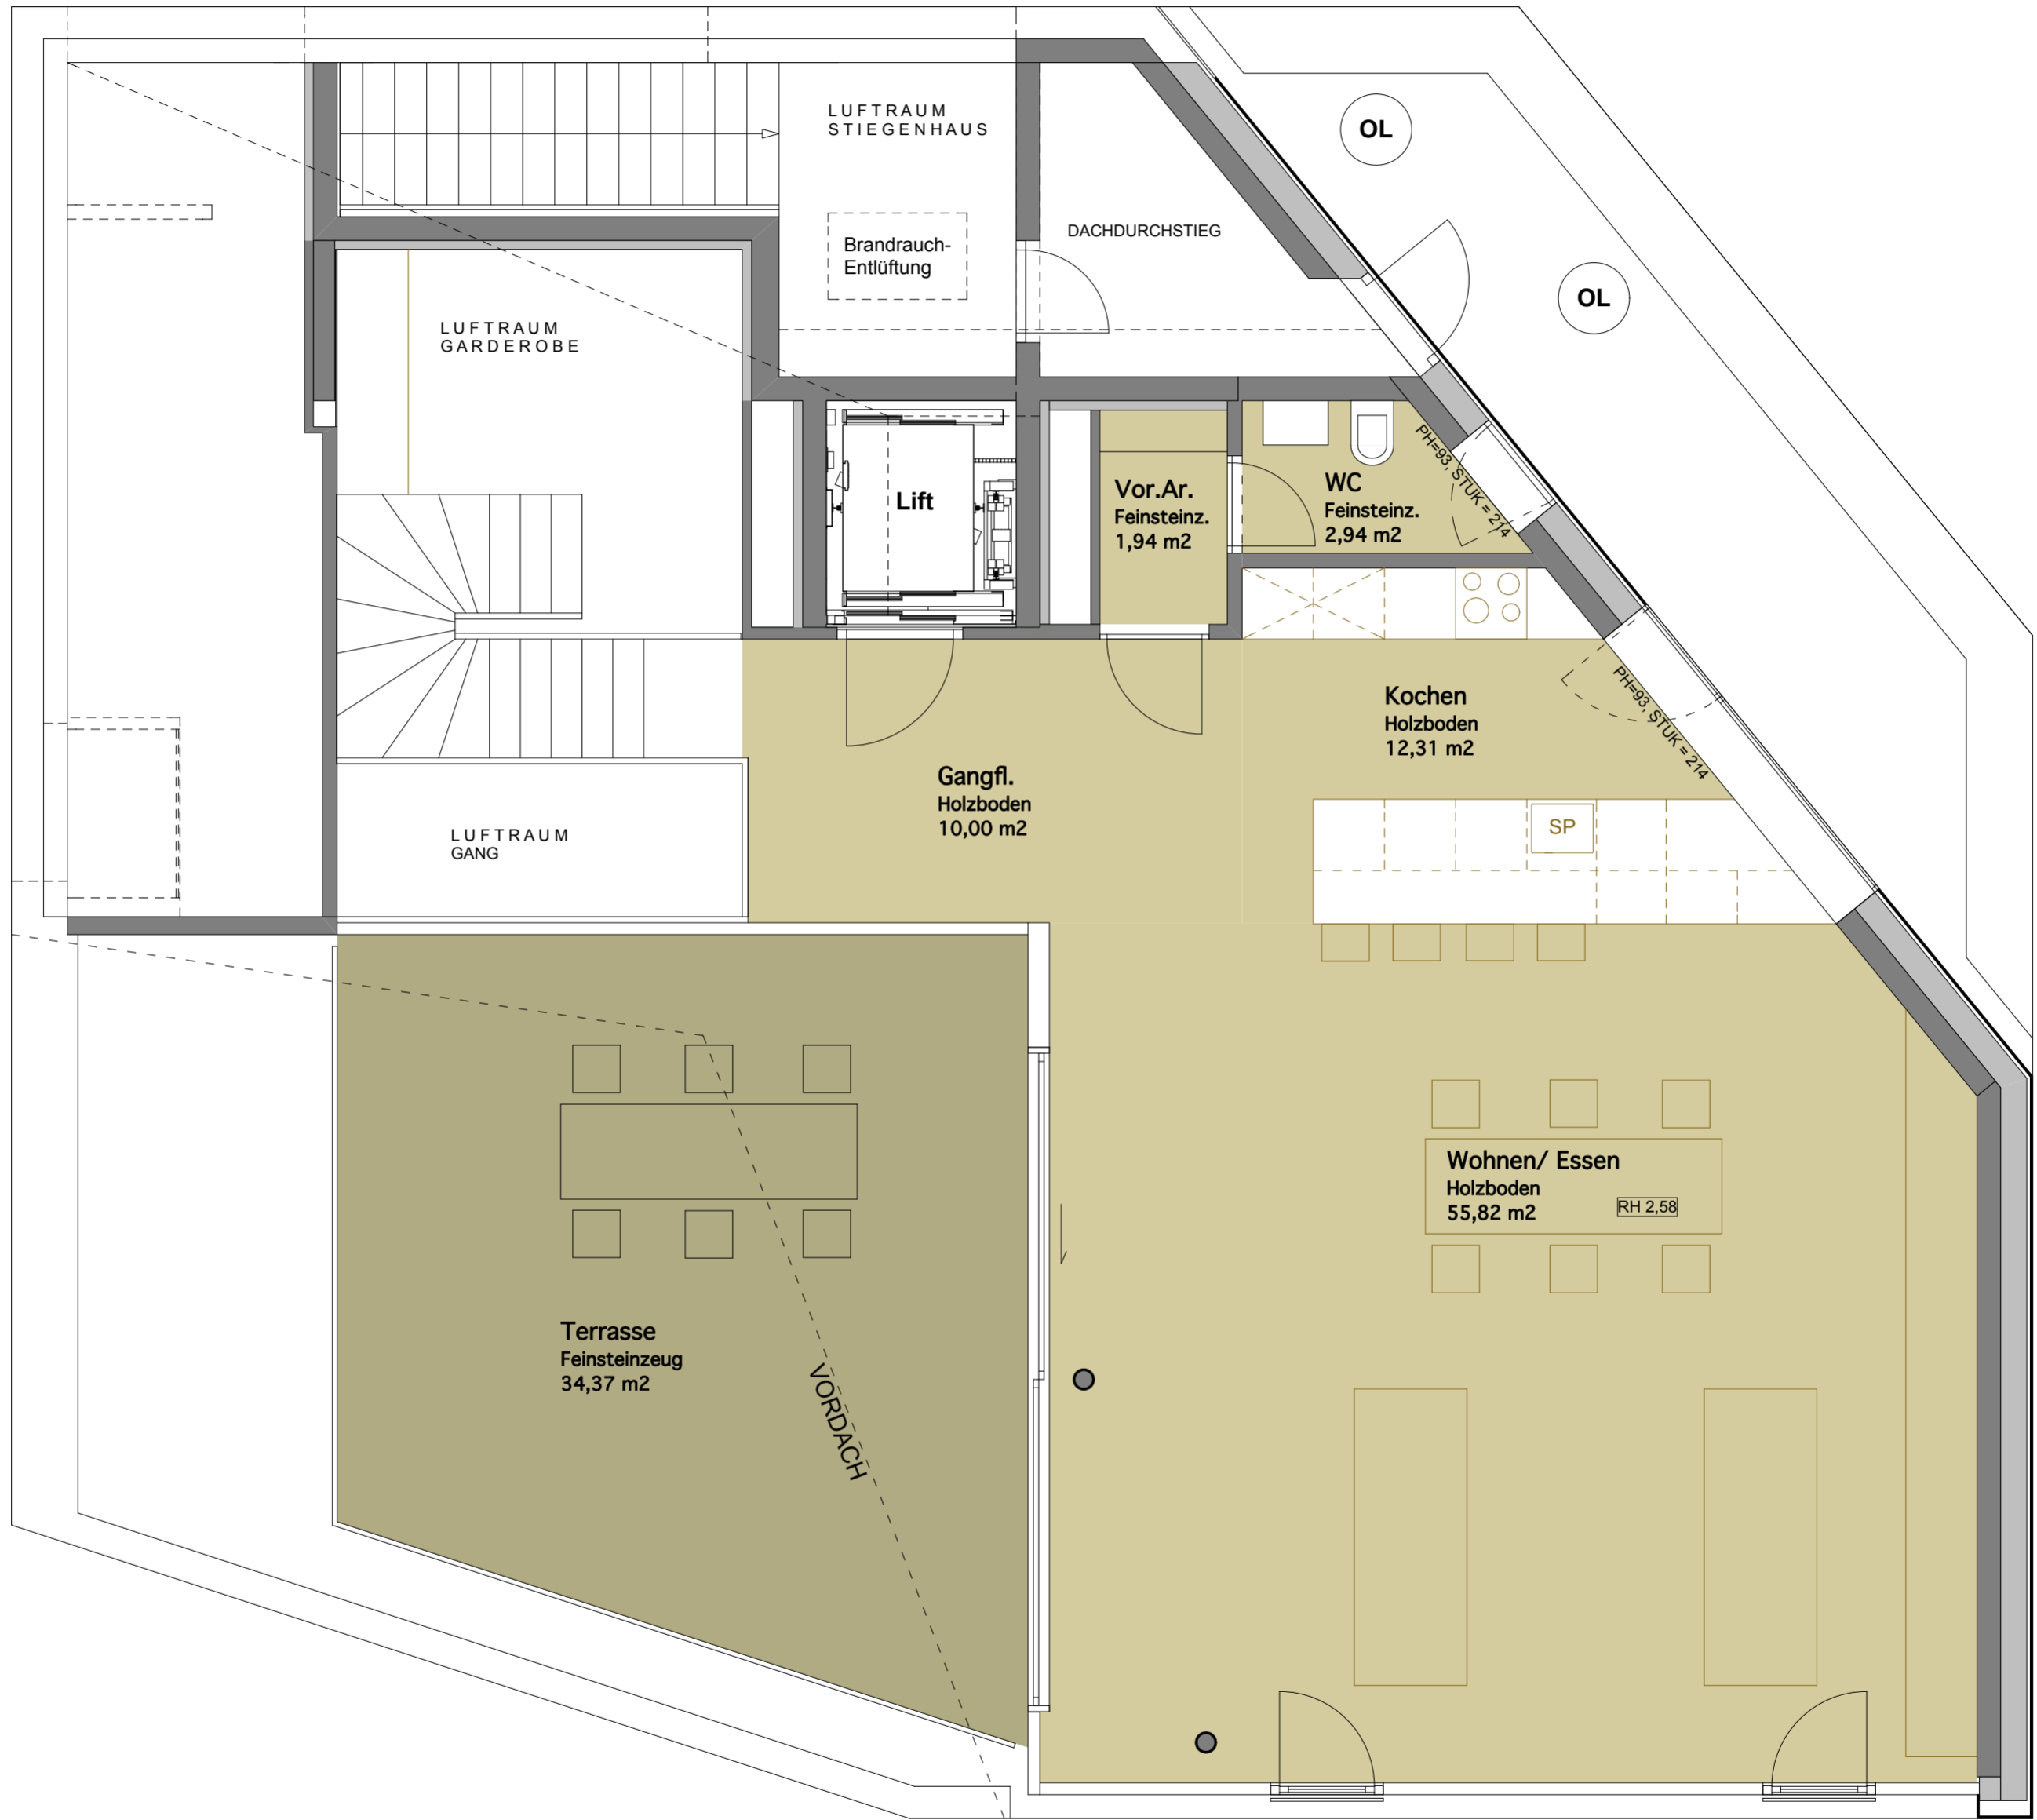 LUFTRAUM
STIEGENHAUS
OL
Brandrauch-
Entlüftung
DACHDURCHSTIEG
OL
LUFTRAUM
GARDEROBE
Lift
Vor.Ar.
Feinsteinz.
1,94 m2
WC
Feinsteinz.
2,94 m2
PH=93, STUK = 214
Kochen
Holzboden
12,31 m2
PH=93, STUK = 214
Gangfl.
Holzboden
10,00 m2
LUFTRAUM
GANG
SP
Wohnen/ Essen
Holzboden
55,82 m2
RH 2,58
Terrasse
Feinsteinzeug
34,37 m2
VORDACH